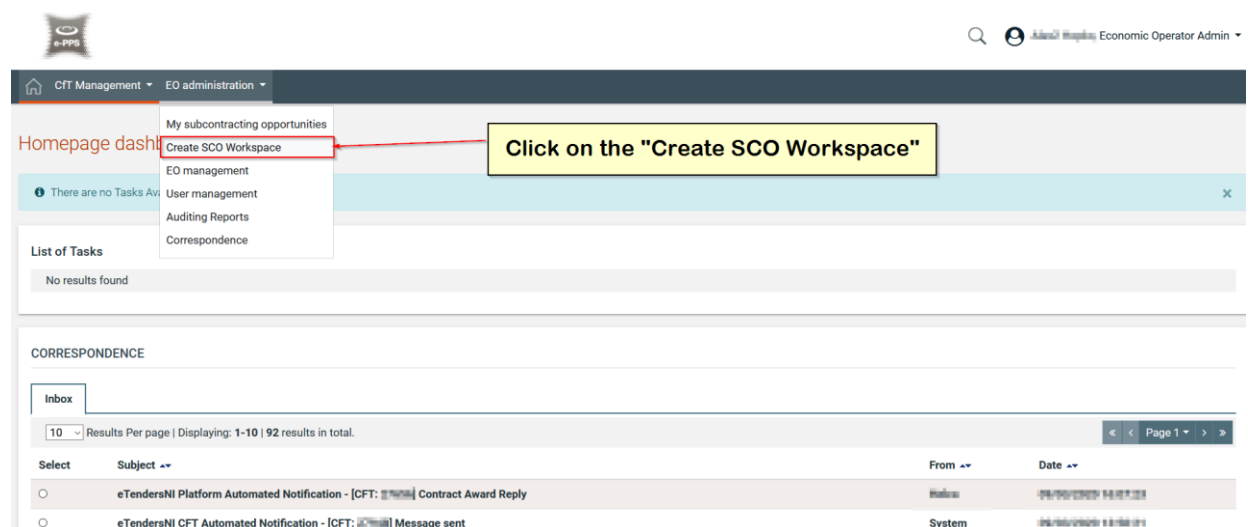 e-PPS
Economic Operator Admin
CfT Management
EO administration
My subcontracting opportunities
Homepage dashb
Create SCO Workspace
Click on the "Create SCO Workspace"
EO management
There are no Tasks Ava
User management
Auditing Reports
Correspondence
List of Tasks
No results found
CORRESPONDENCE
Inbox
10 Results Per page | Displaying: 1-10 | 92 results in total.
« < Page 1 > »
Select Subject From Date
eTendersNI Platform Automated Notification - [CFT: ] Contract Award Reply
eTendersNI CFT Automated Notification - [CFT: ] Message sent System